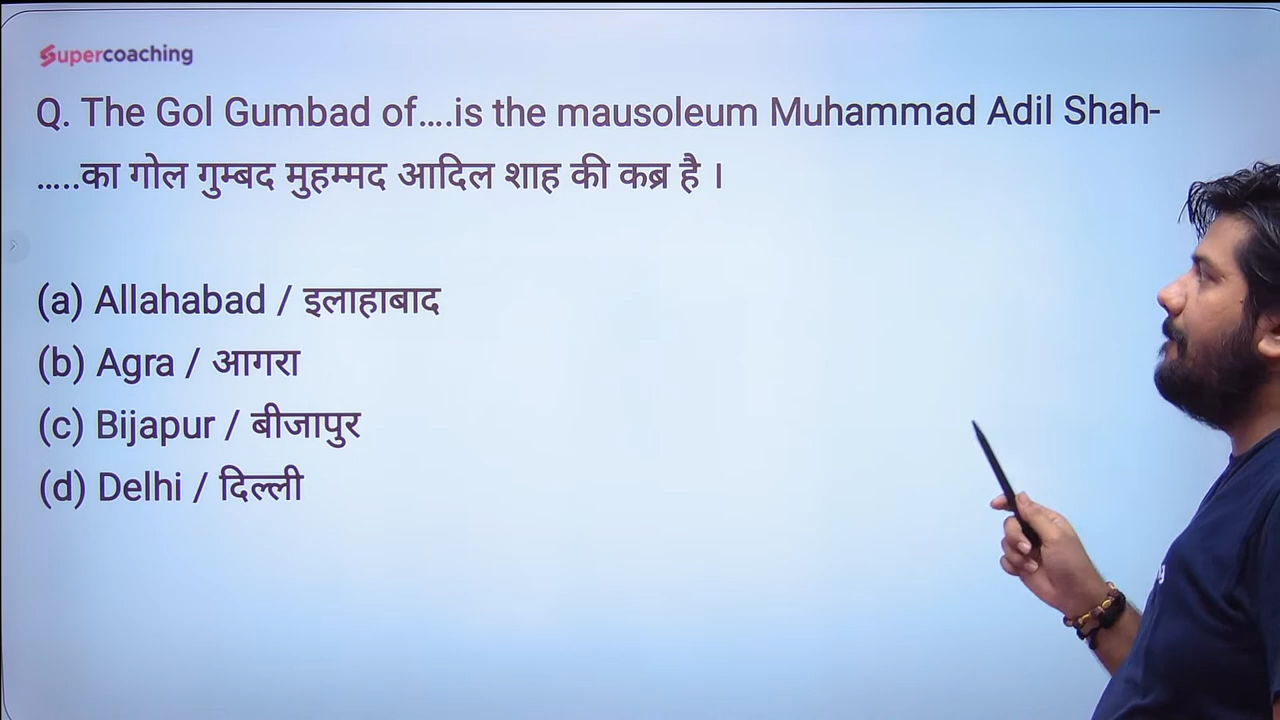 Supercoaching
Q. The Gol Gumbad of....is the mausoleum Muhammad Adil Shah-
.....का गोल गुम्बद मुहम्मद आदिल शाह की कब्र है ।
(a) Allahabad / इलाहाबाद
(b) Agra / आगरा
(c) Bijapur / बीजापुर
(d) Delhi / दिल्ली